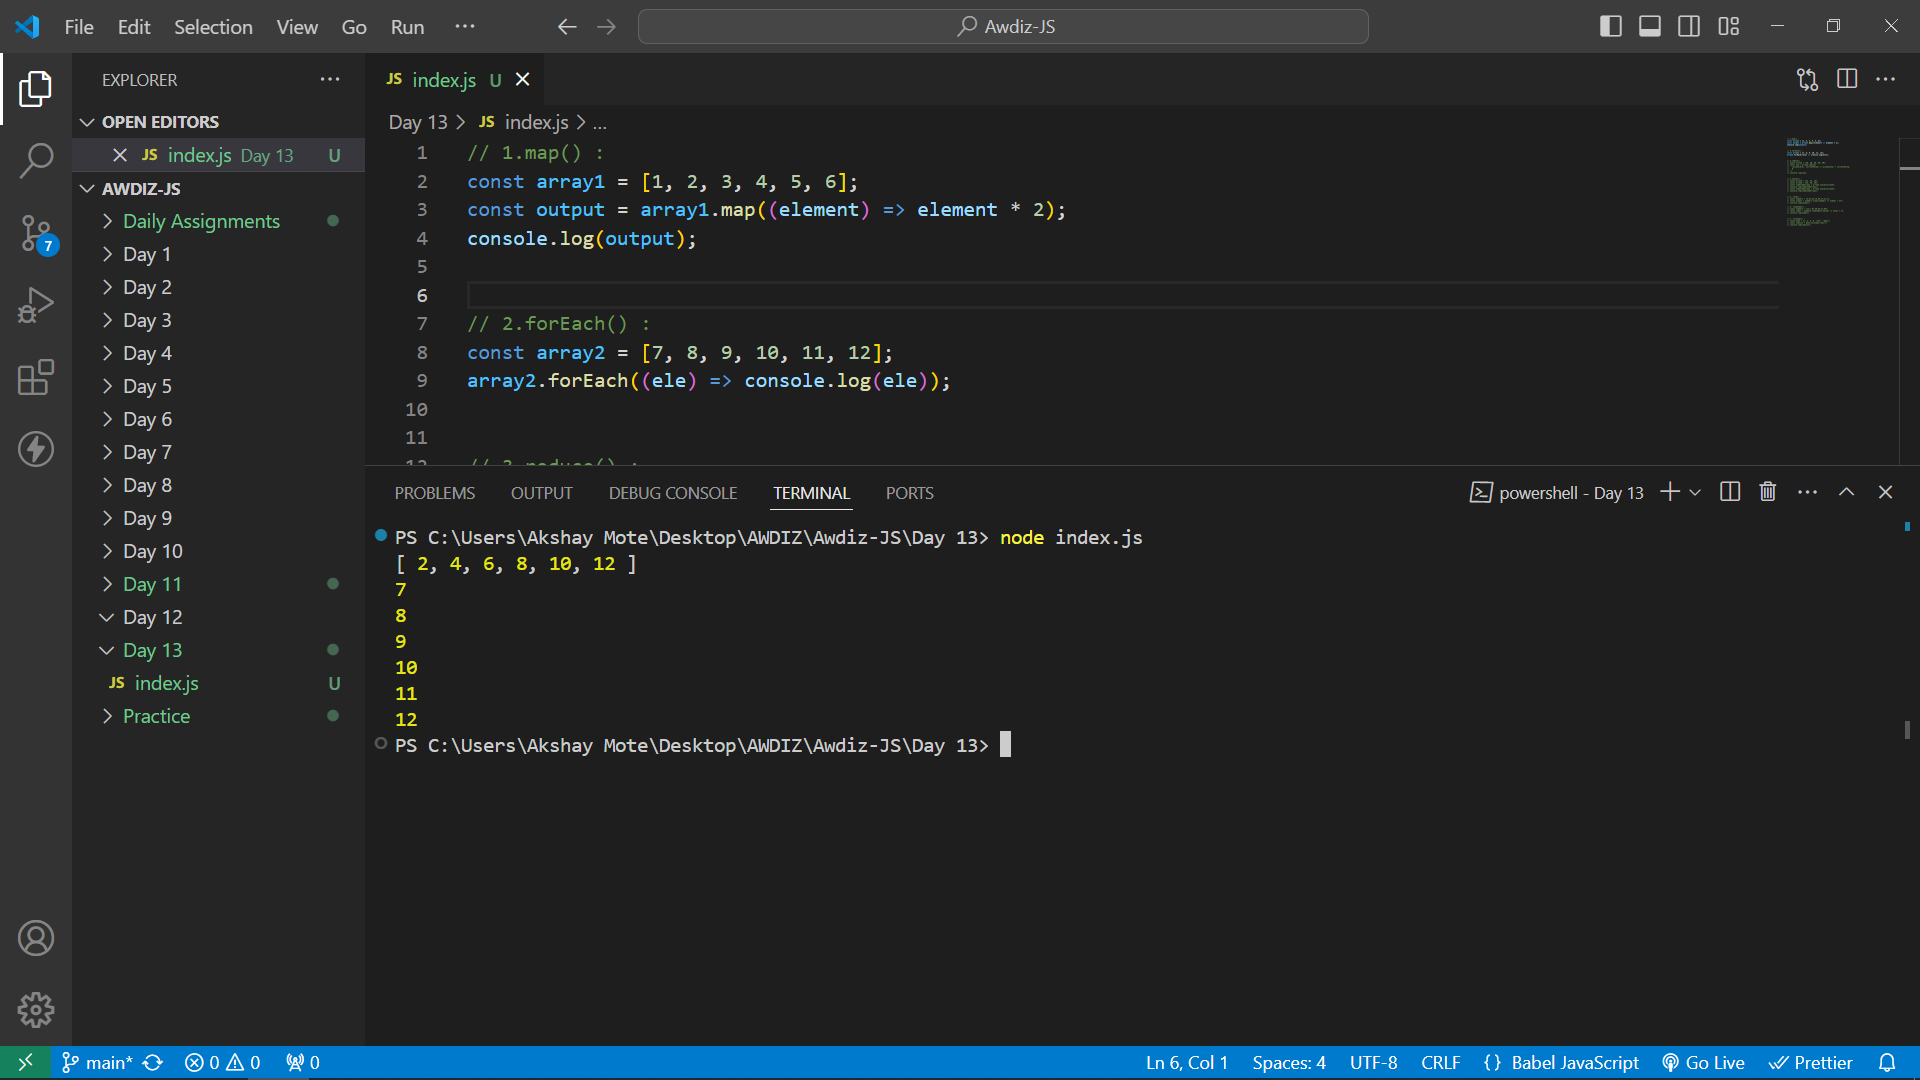 File Edit Selection View Go Run ··· Awdiz-JS
EXPLORER
OPEN EDITORS
JS index.js Day 13 U
AWDIZ-JS
Daily Assignments
Day 1
Day 2
Day 3
Day 4
Day 5
Day 6
Day 7
Day 8
Day 9
Day 10
Day 11
Day 12
Day 13
JS index.js U
Practice
7
JS index.js U
Day 13 > JS index.js > ...
1 // 1.map() :
2 const array1 = [1, 2, 3, 4, 5, 6];
3 const output = array1.map((element) => element * 2);
4 console.log(output);
5
6
7 // 2.forEach() :
8 const array2 = [7, 8, 9, 10, 11, 12];
9 array2.forEach((ele) => console.log(ele));
10
11
12 // 3.reduce() :
PROBLEMS OUTPUT DEBUG CONSOLE TERMINAL PORTS powershell - Day 13
PS C:\Users\Akshay Mote\Desktop\AWDIZ\Awdiz-JS\Day 13> node index.js
[ 2, 4, 6, 8, 10, 12 ]
7
8
9
10
11
12
PS C:\Users\Akshay Mote\Desktop\AWDIZ\Awdiz-JS\Day 13>
main* 0 0 0 Ln 6, Col 1 Spaces: 4 UTF-8 CRLF {} Babel JavaScript Go Live Prettier